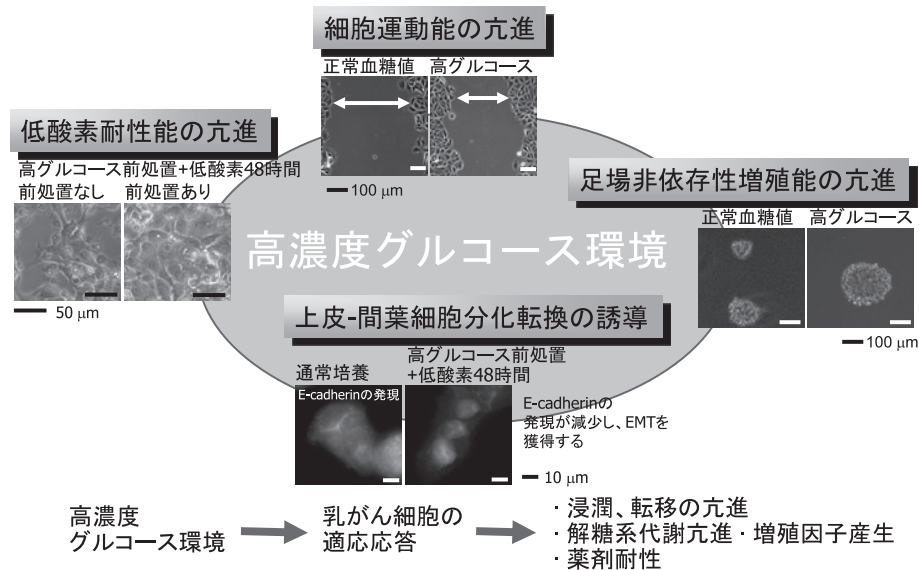 細胞運動能の亢進
正常血糖値 高グルコース
100 μm
低酸素耐性能の亢進
高グルコース前処置+低酸素48時間
前処置なし 前処置あり
50 μm
足場非依存性増殖能の亢進
正常血糖値 高グルコース
100 μm
高濃度グルコース環境
上皮-間葉細胞分化転換の誘導
通常培養
高グルコース前処置
+低酸素48時間
E-cadherinの発現
E-cadherinの
発現が減少し、EMTを
獲得する
10 μm
高濃度
グルコース環境
乳がん細胞の
適応応答
・浸潤、転移の亢進
・解糖系代謝亢進・増殖因子産生
・薬剤耐性